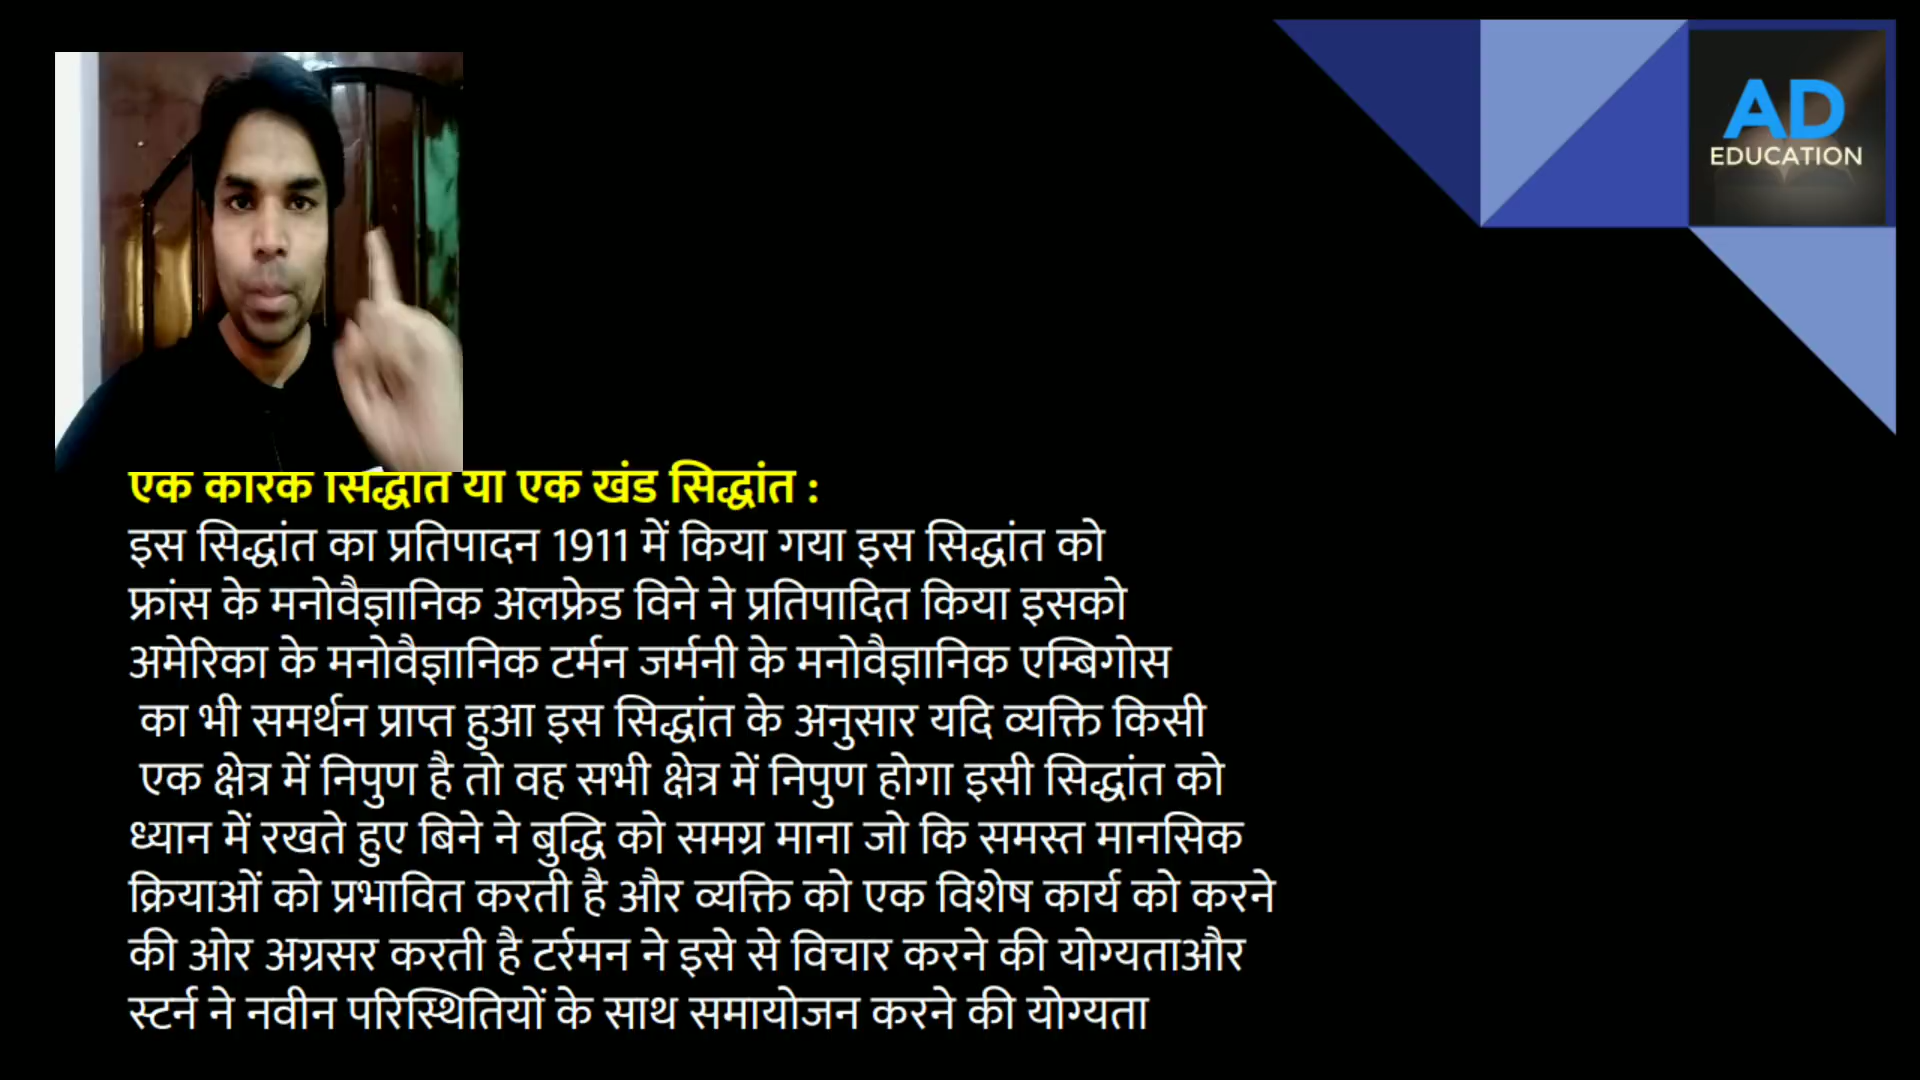 AD
EDUCATION
एक कारक सिद्धांत या एक खंड सिद्धांत :
इस सिद्धांत का प्रतिपादन 1911 में किया गया इस सिद्धांत को
फ्रांस के मनोवैज्ञानिक अलफ्रेड विने ने प्रतिपादित किया इसको
अमेरिका के मनोवैज्ञानिक टर्मन जर्मनी के मनोवैज्ञानिक एम्बिगोस
का भी समर्थन प्राप्त हुआ इस सिद्धांत के अनुसार यदि व्यक्ति किसी
एक क्षेत्र में निपुण है तो वह सभी क्षेत्र में निपुण होगा इसी सिद्धांत को
ध्यान में रखते हुए बिने ने बुद्धि को समग्र माना जो कि समस्त मानसिक
क्रियाओं को प्रभावित करती है और व्यक्ति को एक विशेष कार्य को करने
की ओर अग्रसर करती है टर्रमन ने इसे से विचार करने की योग्यताऔर
स्टर्न ने नवीन परिस्थितियों के साथ समायोजन करने की योग्यता